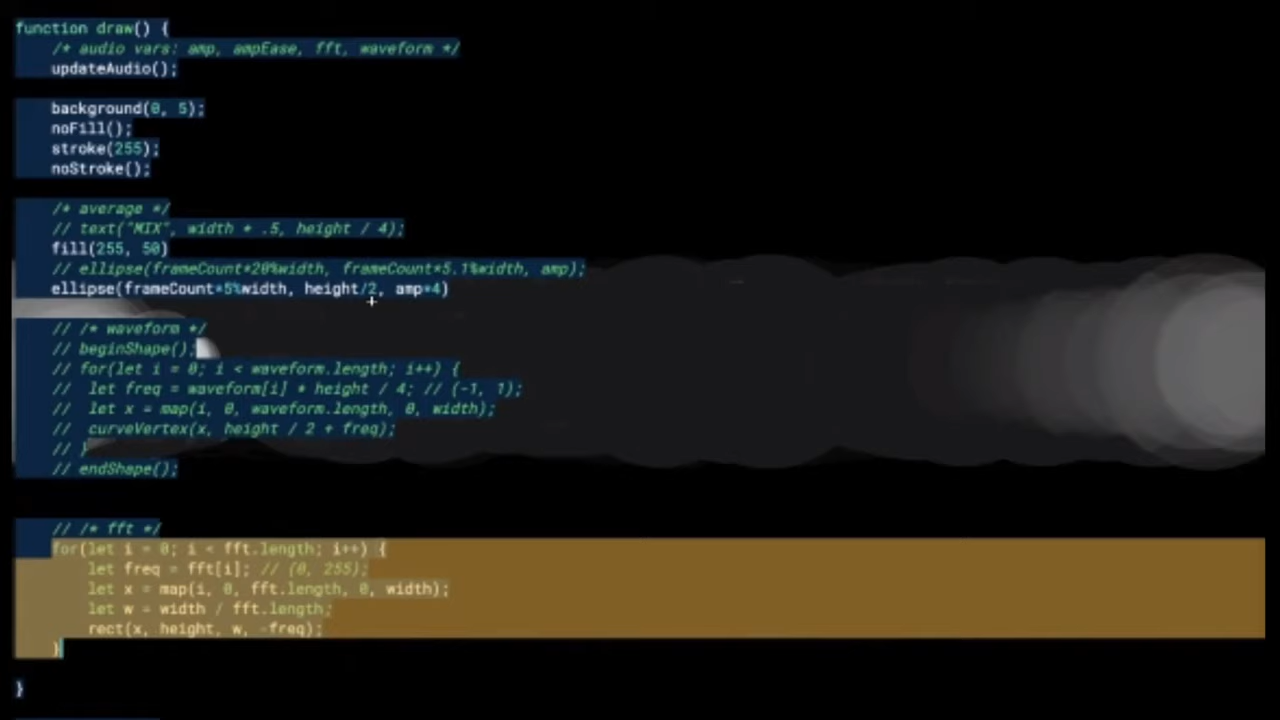 function draw() {
/* audio vars: amp, ampEase, fft, waveform */
updateAudio();
background(0, 5);
noFill();
stroke(255);
noStroke();
/* average */
// text("MIX", width * .5, height / 4);
fill(255, 50)
// ellipse(frameCount*20%width, frameCount*5.1%width, amp);
ellipse(frameCount*5%width, height/2, amp*4)
// /* waveform */
// beginShape();
// for(let i = 0; i < waveform.length; i++) {
// let freq = waveform[i] * height / 4; // (-1, 1);
// let x = map(i, 0, waveform.length, 0, width);
// curveVertex(x, height / 2 + freq);
// }
// endShape();
// /* fft */
for(let i = 0; i < fft.length; i++) {
let freq = fft[i]; // (0, 255);
let x = map(i, 0, fft.length, 0, width);
let w = width / fft.length;
rect(x, height, w, -freq);
}
}